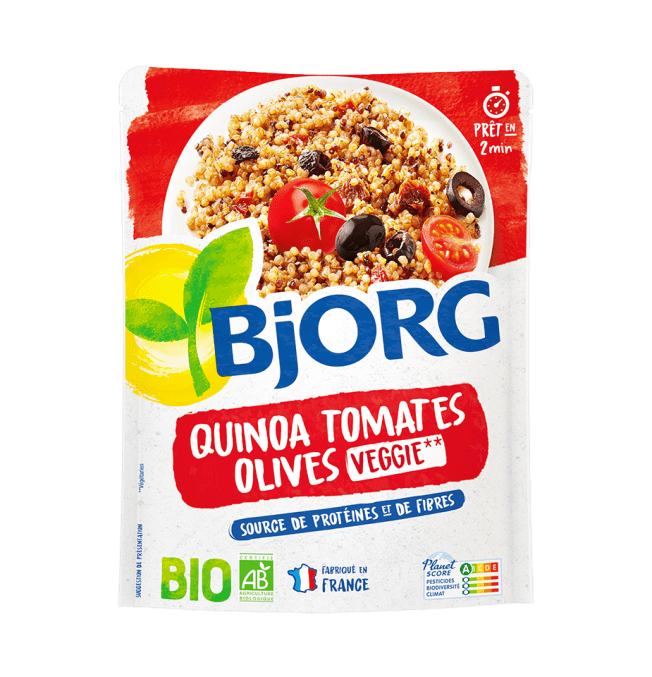 PRÊT EN
2 min
BjORG
QUINOA TOMATES
OLIVES VEGGIE**
SOURCE DE PROTÉINES ET DE FIBRES
**Végétarien
SUGGESTION DE PRÉSENTATION
BIO
CERTIFIÉ
AB
AGRICULTURE
BIOLOGIQUE
FABRIQUÉ EN
FRANCE
Planet
SCORE
PESTICIDES
BIODIVERSITÉ
CLIMAT
A B C D E